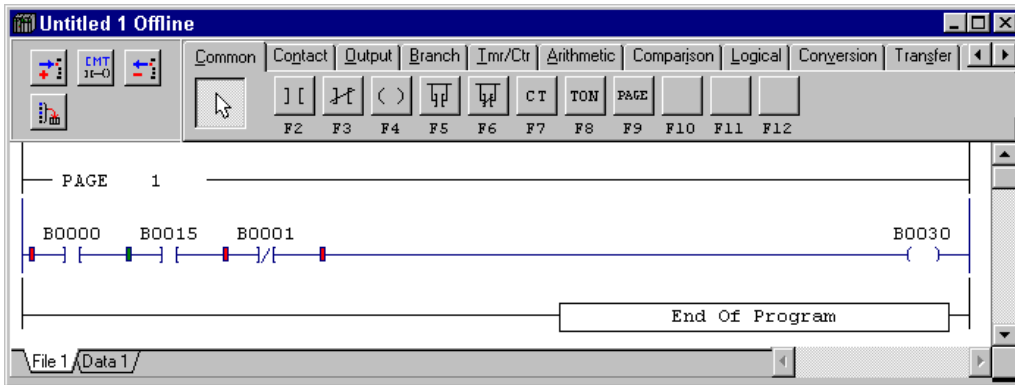 Untitled 1 Offline
CMT
Common Contact Output Branch Tmr/Ctr Arithmetic Comparison Logical Conversion Transfer
CT TON PAGE
F2 F3 F4 F5 F6 F7 F8 F9 F10 F11 F12
PAGE 1
B0000 B0015 B0001 B0030
End Of Program
File 1 Data 1